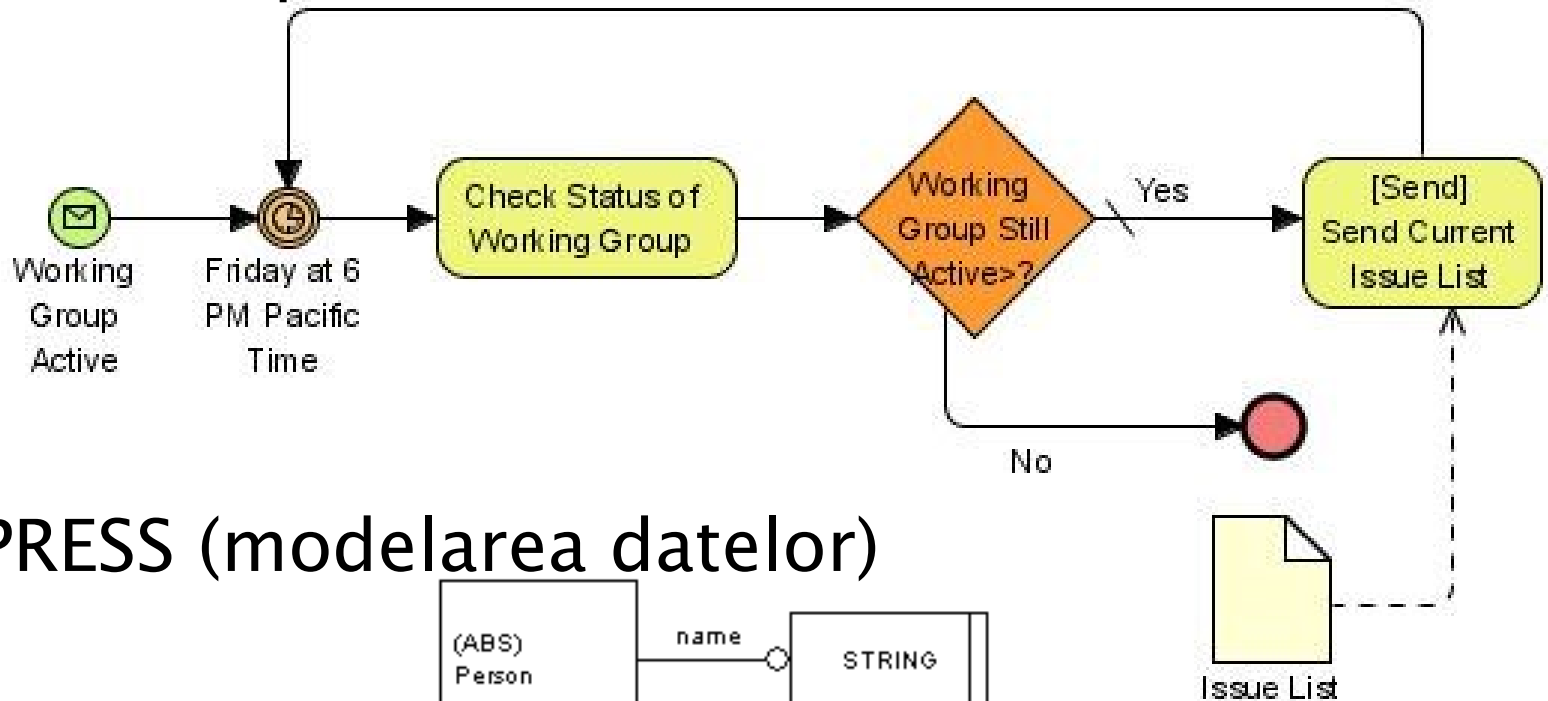 Working
Group
Active
Friday at 6
PM Pacific
Time
Check Status of
Working Group
Working
Group Still
Active>?
Yes
No
[Send]
Send Current
Issue List
Issue List
PRESS (modelarea datelor)
(ABS)
Person
name
STRING